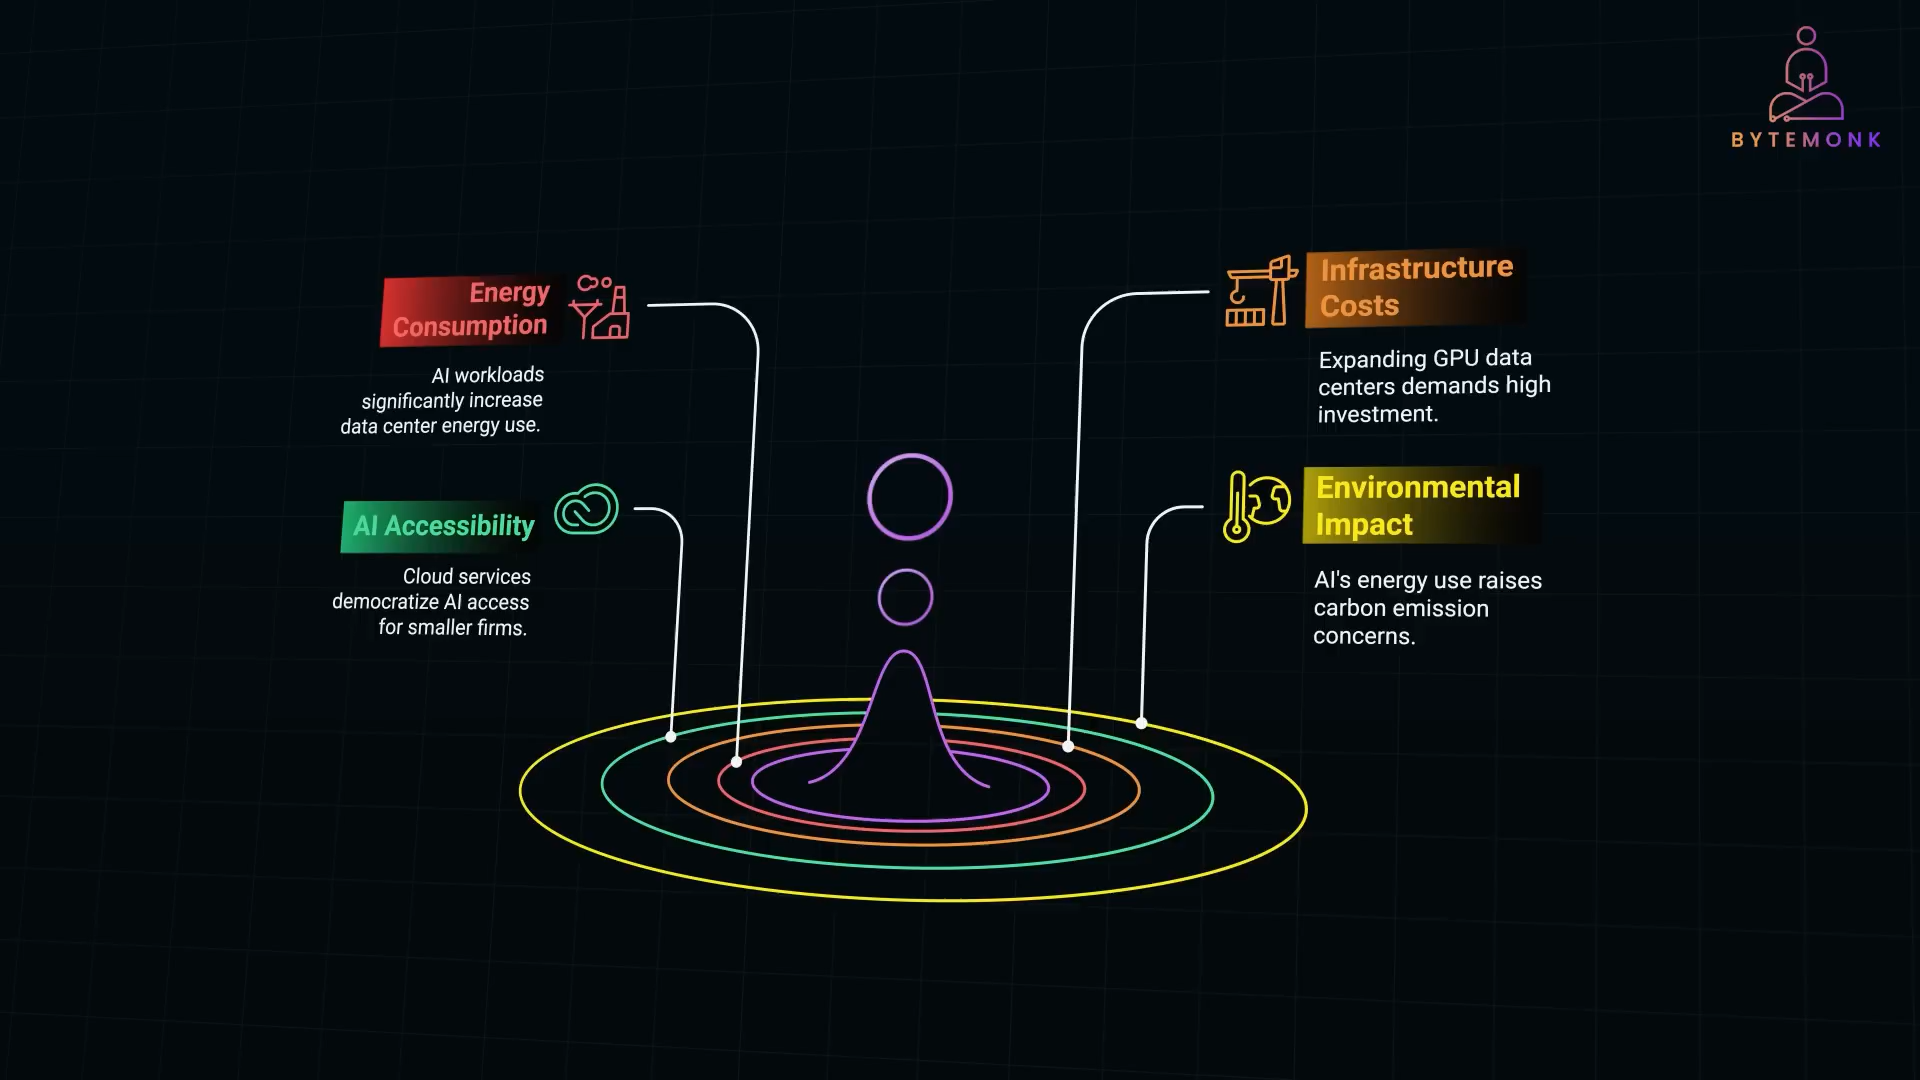 BYTEMONK
Energy
Consumption
AI workloads
significantly increase
data center energy use.
AI Accessibility
Cloud services
democratize AI access
for smaller firms.
Infrastructure
Costs
Expanding GPU data
centers demands high
investment.
Environmental
Impact
AI's energy use raises
carbon emission
concerns.